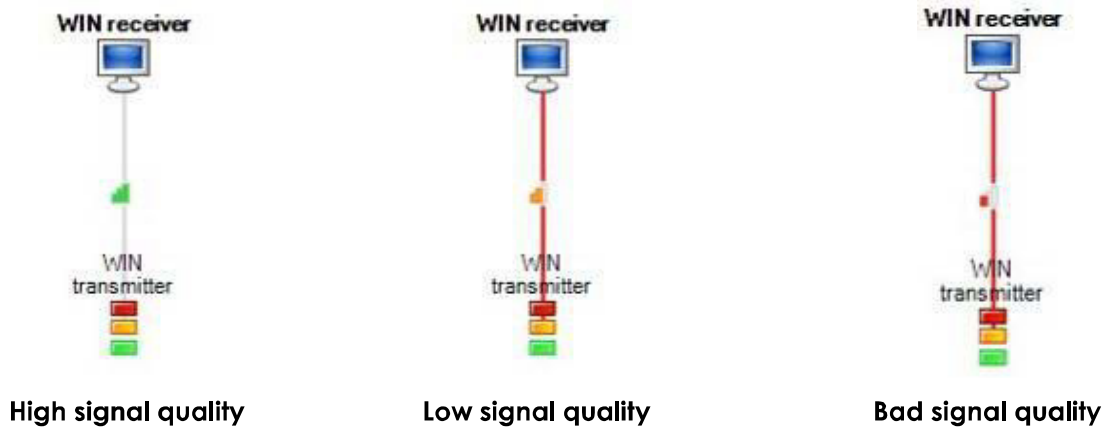 WIN receiver
WIN receiver
WIN receiver
WIN
transmitter
WIN
transmitter
WIN
transmitter
High signal quality
Low signal quality
Bad signal quality